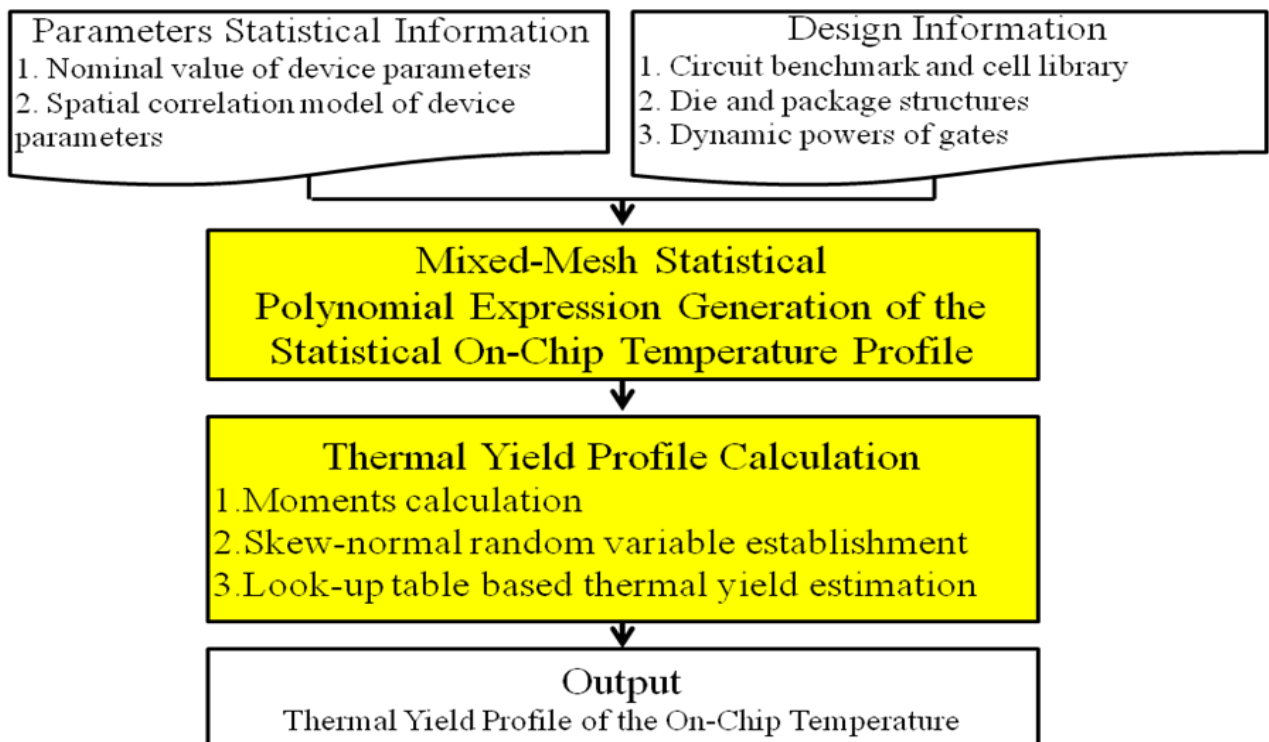 Parameters Statistical Information
1. Nominal value of device parameters
2. Spatial correlation model of device
parameters
Design Information
1. Circuit benchmark and cell library
2. Die and package structures
3. Dynamic powers of gates
Mixed-Mesh Statistical
Polynomial Expression Generation of the
Statistical On-Chip Temperature Profile
Thermal Yield Profile Calculation
1.Moments calculation
2.Skew-normal random variable establishment
3.Look-up table based thermal yield estimation
Output
Thermal Yield Profile of the On-Chip Temperature